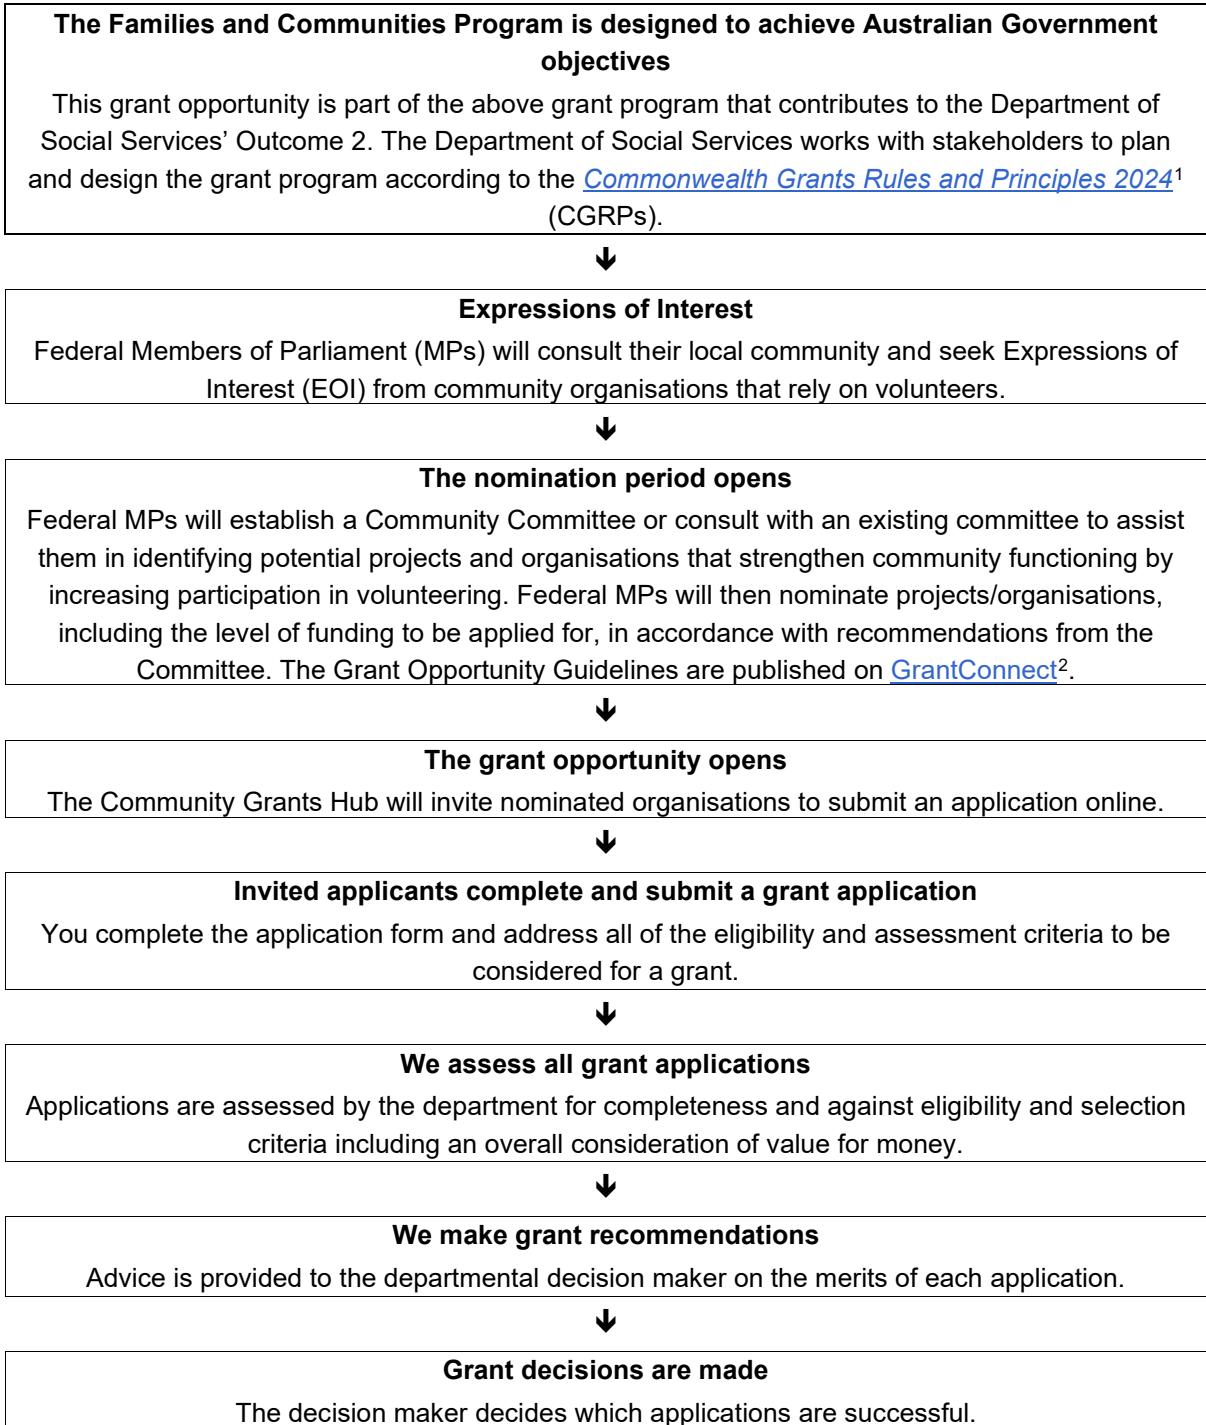 The Families and Communities Program is designed to achieve Australian Government
objectives
This grant opportunity is part of the above grant program that contributes to the Department of
Social Services’ Outcome 2. The Department of Social Services works with stakeholders to plan
and design the grant program according to the Commonwealth Grants Rules and Principles 2024¹
(CGRPs).
🡻
Expressions of Interest
Federal Members of Parliament (MPs) will consult their local community and seek Expressions of
Interest (EOI) from community organisations that rely on volunteers.
🡻
The nomination period opens
Federal MPs will establish a Community Committee or consult with an existing committee to assist
them in identifying potential projects and organisations that strengthen community functioning by
increasing participation in volunteering. Federal MPs will then nominate projects/organisations,
including the level of funding to be applied for, in accordance with recommendations from the
Committee. The Grant Opportunity Guidelines are published on GrantConnect².
🡻
The grant opportunity opens
The Community Grants Hub will invite nominated organisations to submit an application online.
🡻
Invited applicants complete and submit a grant application
You complete the application form and address all of the eligibility and assessment criteria to be
considered for a grant.
🡻
We assess all grant applications
Applications are assessed by the department for completeness and against eligibility and selection
criteria including an overall consideration of value for money.
🡻
We make grant recommendations
Advice is provided to the departmental decision maker on the merits of each application.
🡻
Grant decisions are made
The decision maker decides which applications are successful.